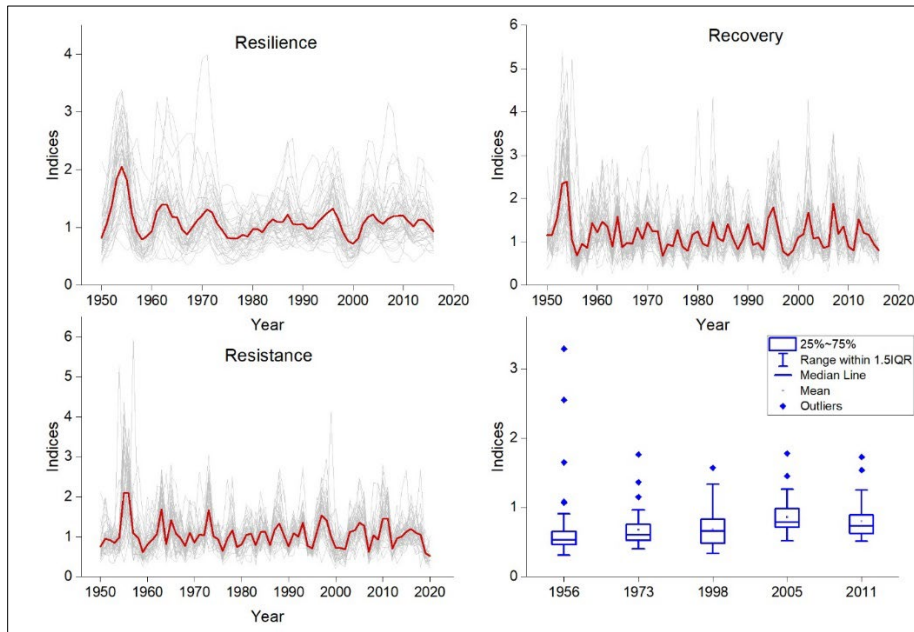 Resilience
4
3
2
1
0
Indices
1950 1960 1970 1980 1990 2000 2010 2020
Year
Recovery
6
5
4
3
2
1
0
Indices
1950 1960 1970 1980 1990 2000 2010 2020
Year
Resistance
6
5
4
3
2
1
0
Indices
1950 1960 1970 1980 1990 2000 2010 2020
Year
25%~75%
Range within 1.5IQR
Median Line
Mean
Outliers
3
2
1
0
Indices
1956 1973 1998 2005 2011